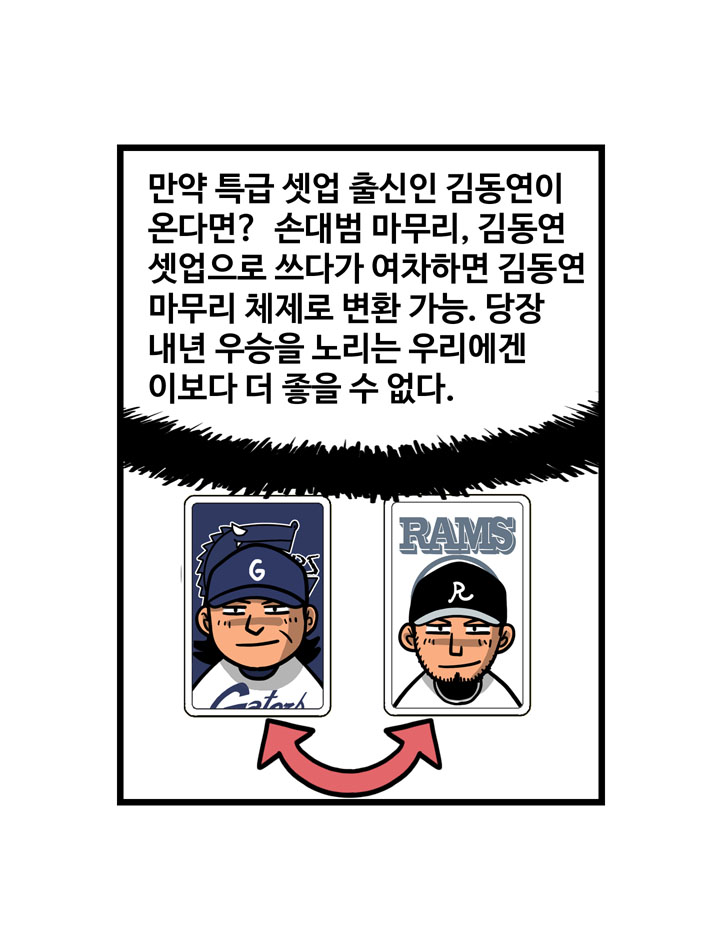 만약 특급 셋업 출신인 김동연이
온다면? 손대범 마무리, 김동연
셋업으로 쓰다가 여차하면 김동연
마무리 체제로 변환 가능. 당장
내년 우승을 노리는 우리에겐
이보다 더 좋을 수 없다.
RAMS
G
R
Gators